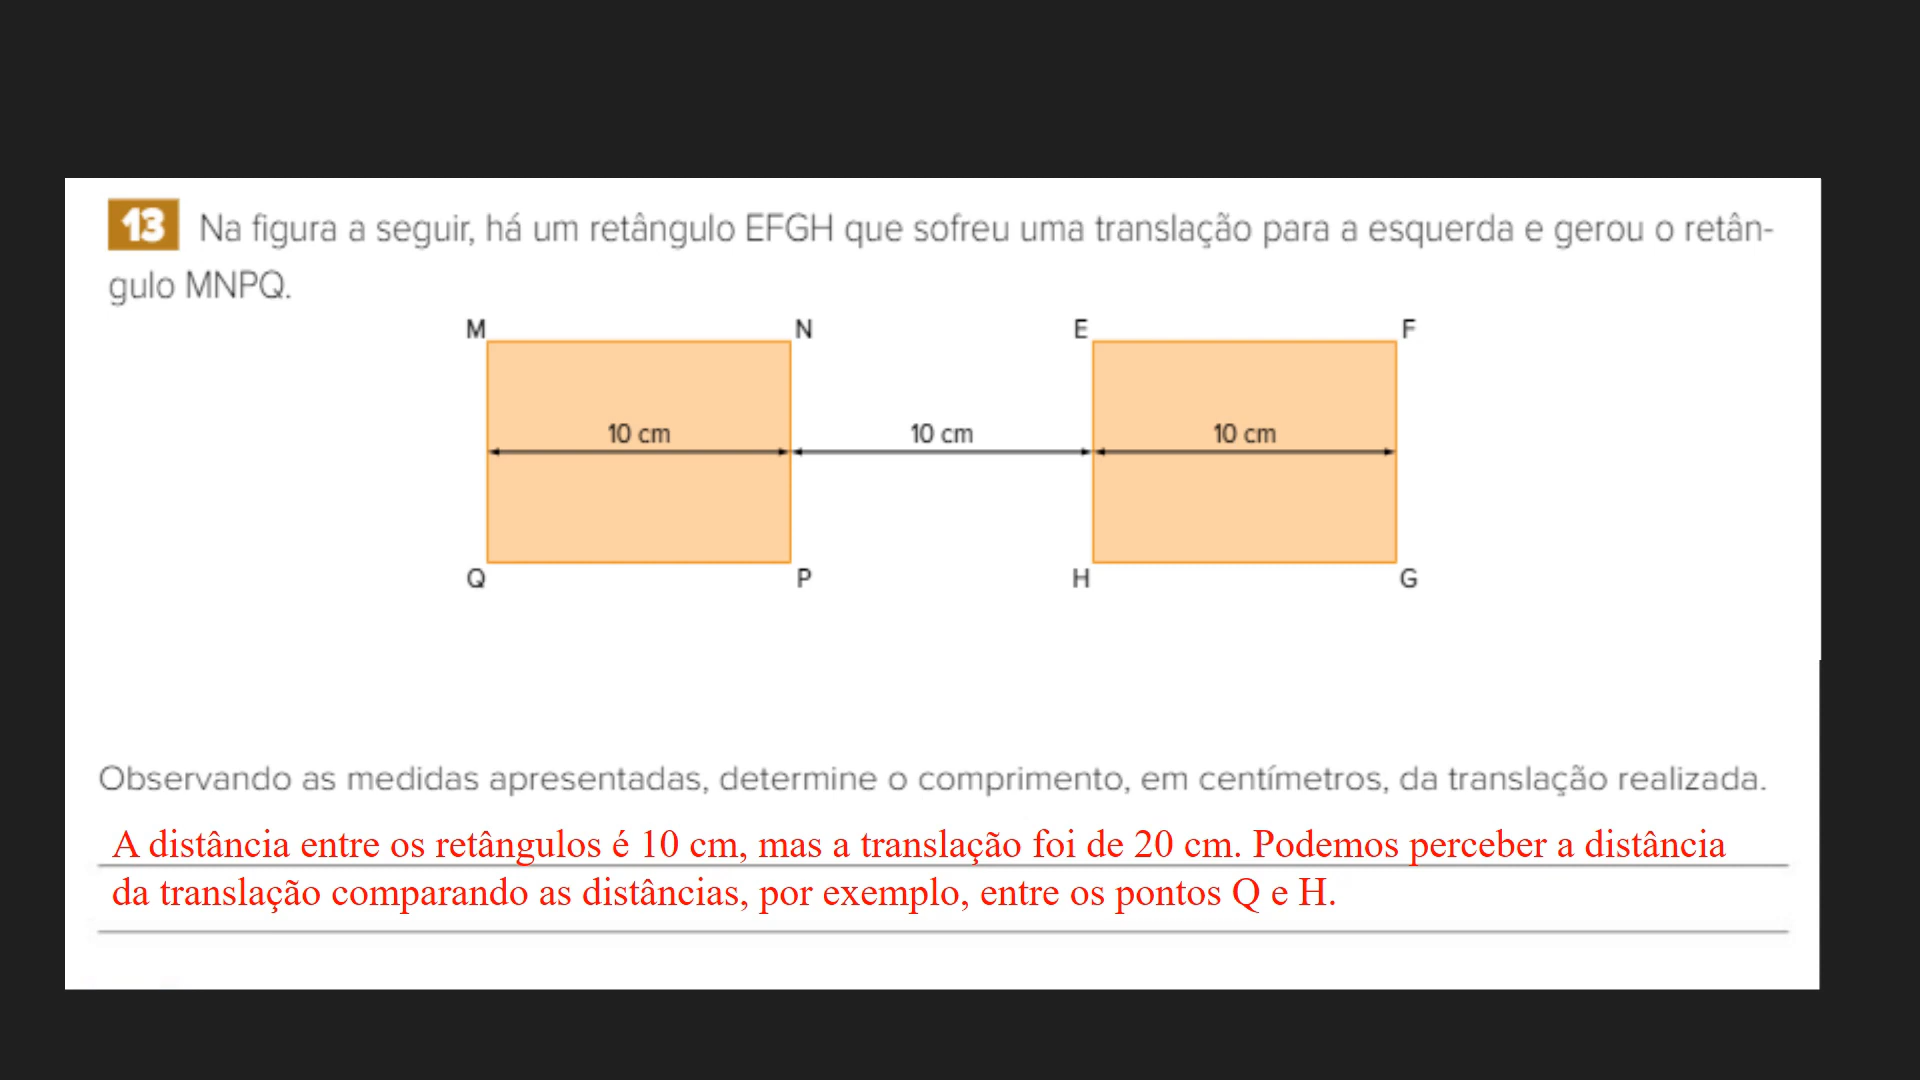 13 Na figura a seguir, há um retângulo EFGH que sofreu uma translação para a esquerda e gerou o retân-
gulo MNPQ.
M N E F
10 cm 10 cm 10 cm
Q P H G
Observando as medidas apresentadas, determine o comprimento, em centímetros, da translação realizada.
A distância entre os retângulos é 10 cm, mas a translação foi de 20 cm. Podemos perceber a distância
da translação comparando as distâncias, por exemplo, entre os pontos Q e H.